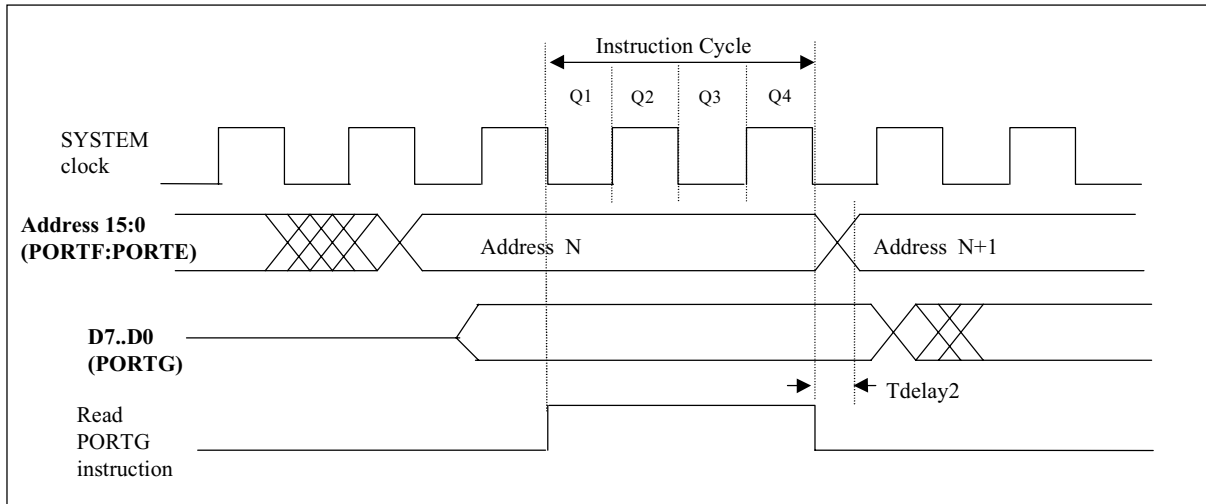 Instruction Cycle
Q1 Q2 Q3 Q4
SYSTEM
clock
Address 15:0
(PORTF:PORTE)
Address N
Address N+1
D7..D0
(PORTG)
Tdelay2
Read
PORTG
instruction